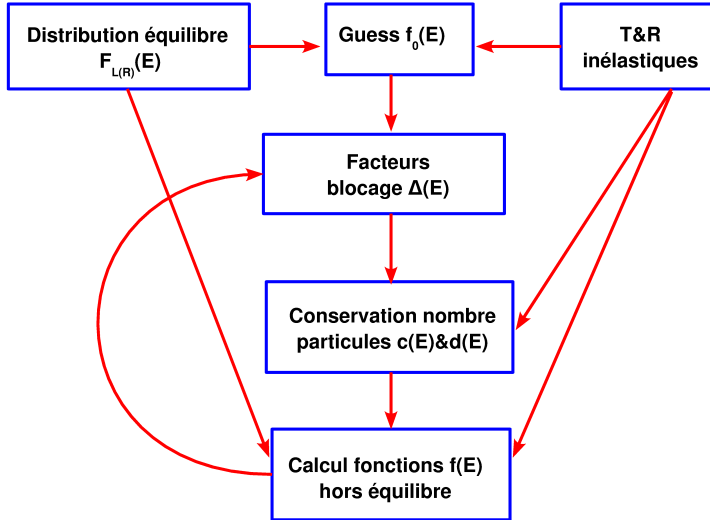 Distribution équilibre
F_L(R)(E)
Guess f_0(E)
T&R
inélastiques
Facteurs
blocage Δ(E)
Conservation nombre
particules c(E)&d(E)
Calcul fonctions f(E)
hors équilibre